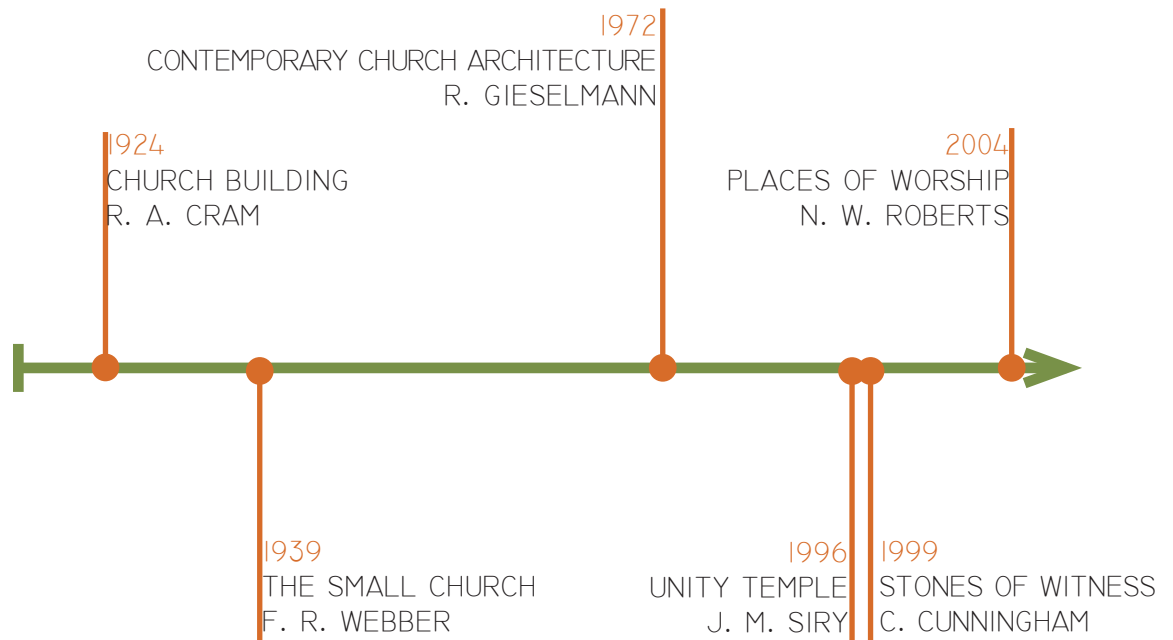 1972
CONTEMPORARY CHURCH ARCHITECTURE
R. GIESELMANN
1924
CHURCH BUILDING
R. A. CRAM
2004
PLACES OF WORSHIP
N. W. ROBERTS
1939
THE SMALL CHURCH
F. R. WEBBER
1996
UNITY TEMPLE
J. M. SIRY
1999
STONES OF WITNESS
C. CUNNINGHAM